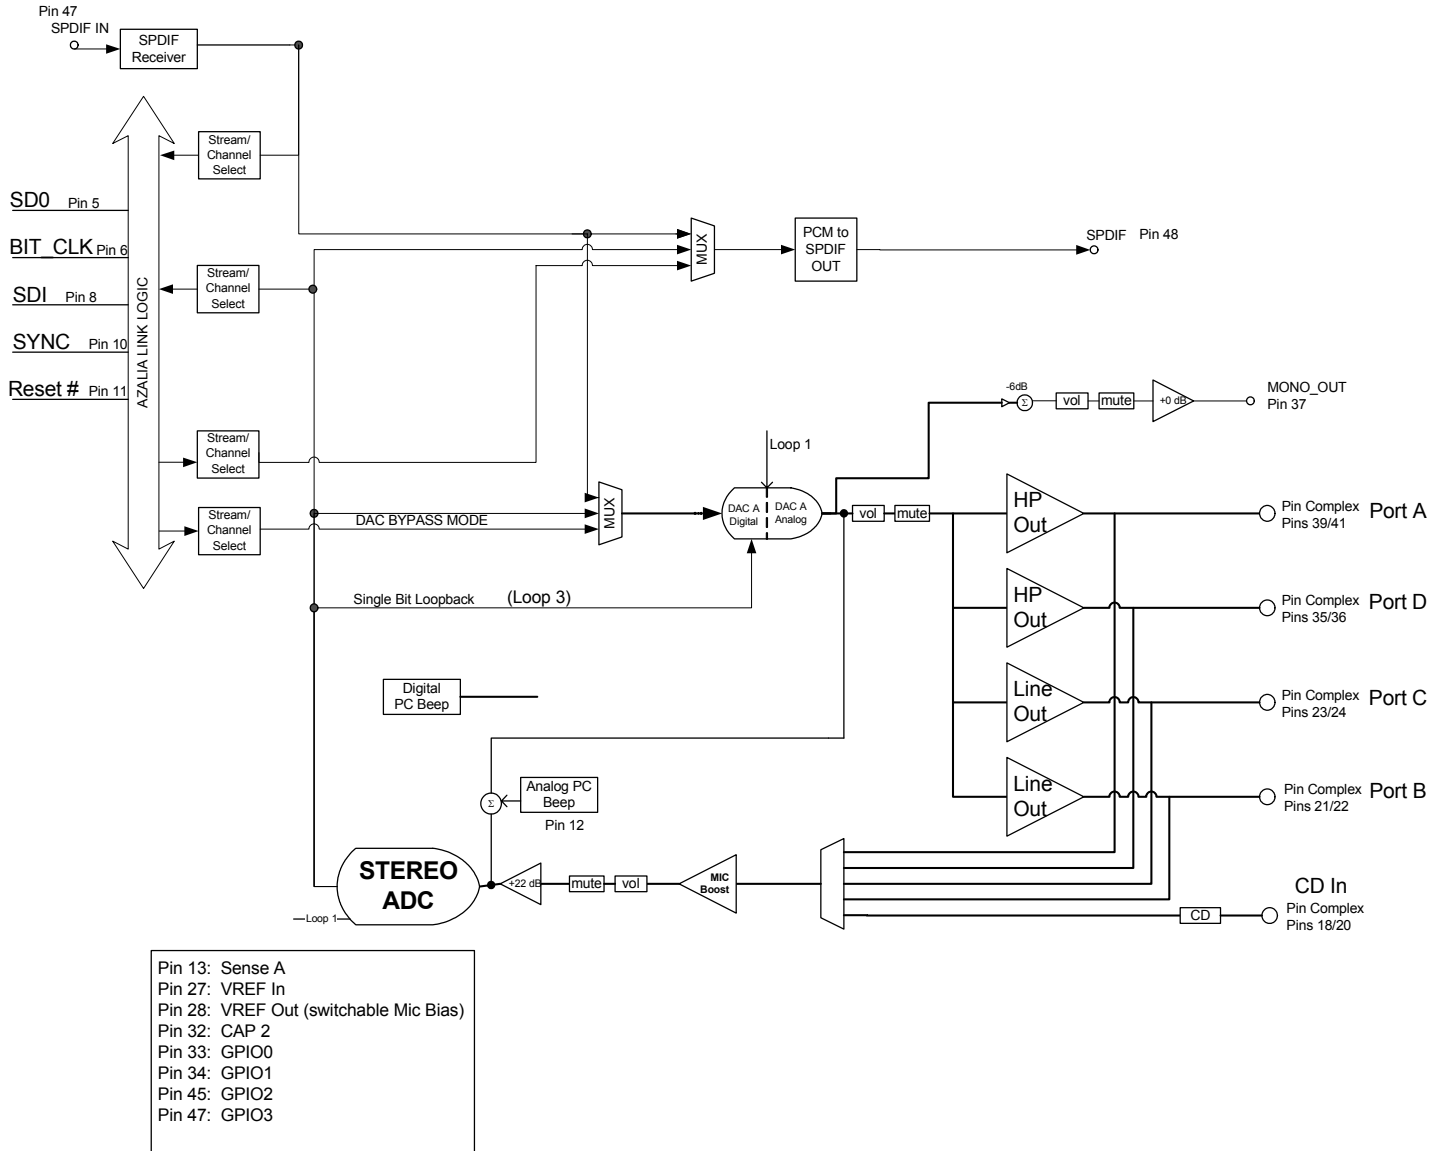 Pin 47
SPDIF IN
SPDIF
Receiver
Stream/
Channel
Select
SD0 Pin 5
BIT_CLK Pin 6
SDI Pin 8
SYNC Pin 10
Reset # Pin 11
AZALIA LINK LOGIC
Stream/
Channel
Select
Stream/
Channel
Select
Stream/
Channel
Select
MUX
PCM to
SPDIF
OUT
SPDIF Pin 48
-6dB
Σ
vol
mute
+0 dB
MONO_OUT
Pin 37
Loop 1
DAC BYPASS MODE
MUX
DAC A
Digital
DAC A
Analog
vol
mute
HP
Out
Pin Complex
Pins 39/41
Port A
Single Bit Loopback (Loop 3)
HP
Out
Pin Complex
Pins 35/36
Port D
Digital
PC Beep
Line
Out
Pin Complex
Pins 23/24
Port C
Σ
Analog PC
Beep
Pin 12
Line
Out
Pin Complex
Pins 21/22
Port B
STEREO
ADC
Loop 1
+22 dB
mute
vol
MIC
Boost
CD
CD In
Pin Complex
Pins 18/20
Pin 13: Sense A
Pin 27: VREF In
Pin 28: VREF Out (switchable Mic Bias)
Pin 32: CAP 2
Pin 33: GPIO0
Pin 34: GPIO1
Pin 45: GPIO2
Pin 47: GPIO3